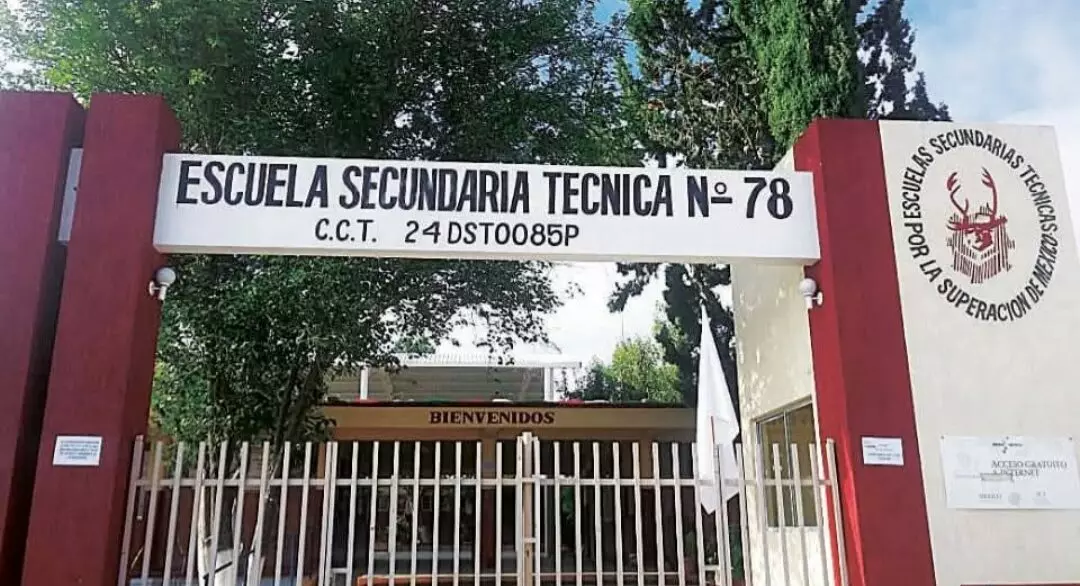 ESCUELA SECUNDARIA TECNICA Nº 78
C.C.T. 24DST0085P
ESCUELAS SECUNDARIAS TECNICAS
POR LA SUPERACION DE MEXICO
BIENVENIDOS
ACCESO GRATUITO
A INTERNET